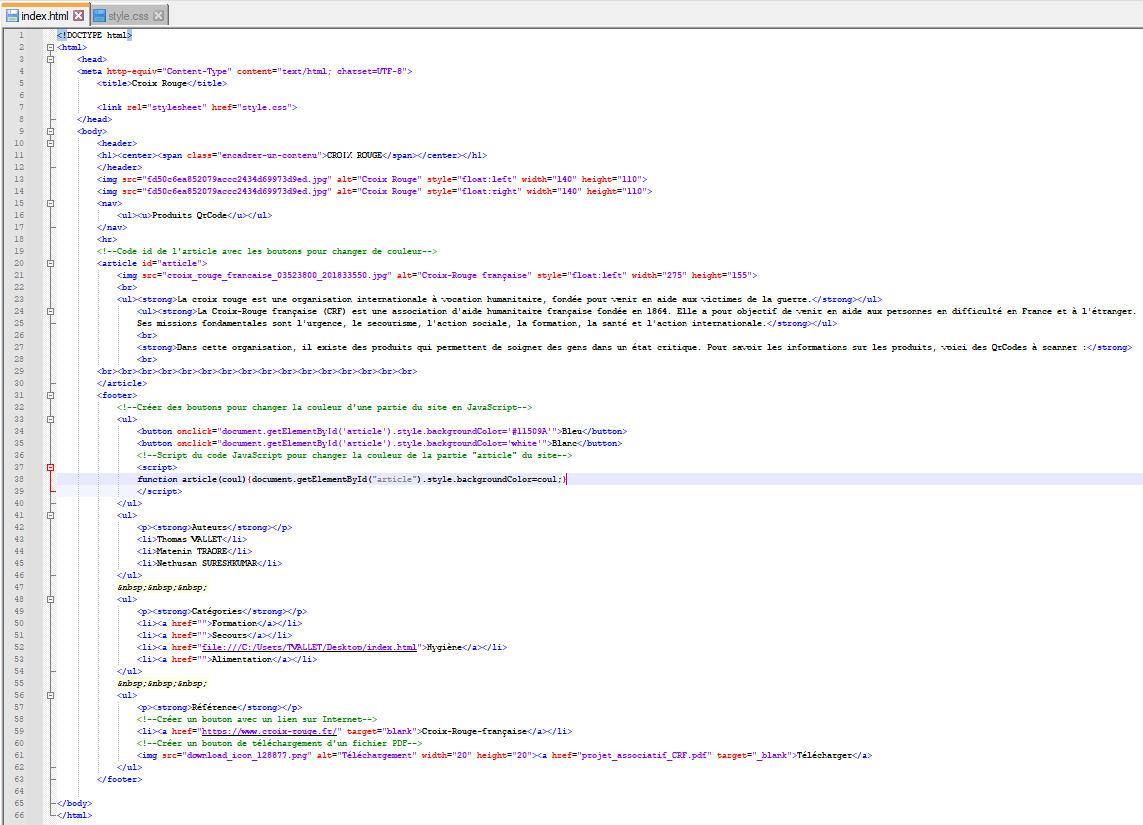 index.html style.css
1 <!DOCTYPE html>
2 <html>
3 <head>
4 <meta http-equiv="Content-Type" content="text/html; charset=UTF-8">
5 <title>Croix Rouge</title>
6
7 <link rel="stylesheet" href="style.css">
8 </head>
9 <body>
10 <header>
11 <h1><center><span class="encadrer-un-contenu">CROIX ROUGE</span></center></h1>
12 </header>
13 <img src="fd50c6ea852079accc2434d69973d9ed.jpg" alt="Croix Rouge" style="float:left" width="140" height="110">
14 <img src="fd50c6ea852079accc2434d69973d9ed.jpg" alt="Croix Rouge" style="float:right" width="140" height="110">
15 <nav>
16 <ul><u>Produits QrCode</u></ul>
17 </nav>
18 <hr>
19 <!--Code id de l'article avec les boutons pour changer de couleur-->
20 <article id="article">
21 <img src="croix_rouge_francaise_03523800_201833550.jpg" alt="Croix-Rouge française" style="float:left" width="275" height="155">
22 <br>
23 <ul><strong>La croix rouge est une organisation internationale à vocation humanitaire, fondée pour venir en aide aux victimes de la guerre.</strong></ul>
24 <ul><strong>La Croix-Rouge française (CRF) est une association d'aide humanitaire française fondée en 1864. Elle a pour objectif de venir en aide aux personnes en difficulté en France et à l'étranger.
25 Ses missions fondamentales sont l'urgence, le secourisme, l'action sociale, la formation, la santé et l'action internationale.</strong></ul>
26 <br>
27 <strong>Dans cette organisation, il existe des produits qui permettent de soigner des gens dans un état critique. Pour savoir les informations sur les produits, voici des QrCodes à scanner :</strong>
28 <br>
29 <br><br><br><br><br><br><br><br><br><br><br><br><br><br><br><br>
30 </article>
31 <footer>
32 <!--Créer des boutons pour changer la couleur d'une partie du site en JavaScript-->
33 <ul>
34 <button onclick="document.getElementById('article').style.backgroundColor='#11509A'">Bleu</button>
35 <button onclick="document.getElementById('article').style.backgroundColor='white'">Blanc</button>
36 <!--Script du code JavaScript pour changer la couleur de la partie "article" du site-->
37 <script>
38 function article(coul){document.getElementById("article").style.backgroundColor=coul;}
39 </script>
40 </ul>
41 <ul>
42 <p><strong>Auteurs</strong></p>
43 <li>Thomas VALLET</li>
44 <li>Matenin TRAORE</li>
45 <li>Nethusan SURESHKUMAR</li>
46 </ul>
47 &nbsp;&nbsp;&nbsp;
48 <ul>
49 <p><strong>Catégories</strong></p>
50 <li><a href="">Formation</a></li>
51 <li><a href="">Secours</a></li>
52 <li><a href="file:///C:/Users/TVALLET/Desktop/index.html">Hygiène</a></li>
53 <li><a href="">Alimentation</a></li>
54 </ul>
55 &nbsp;&nbsp;&nbsp;
56 <ul>
57 <p><strong>Référence</strong></p>
58 <!--Créer un bouton avec un lien sur Internet-->
59 <li><a href="https://www.croix-rouge.fr/" target="blank">Croix-Rouge-française</a></li>
60 <!--Créer un bouton de téléchargement d'un fichier PDF-->
61 <img src="download_icon_128877.png" alt="Téléchargement" width="20" height="20"><a href="projet_associatif_CRF.pdf" target="_blank">Télécharger</a>
62 </ul>
63 </footer>
64
65 </body>
66 </html>